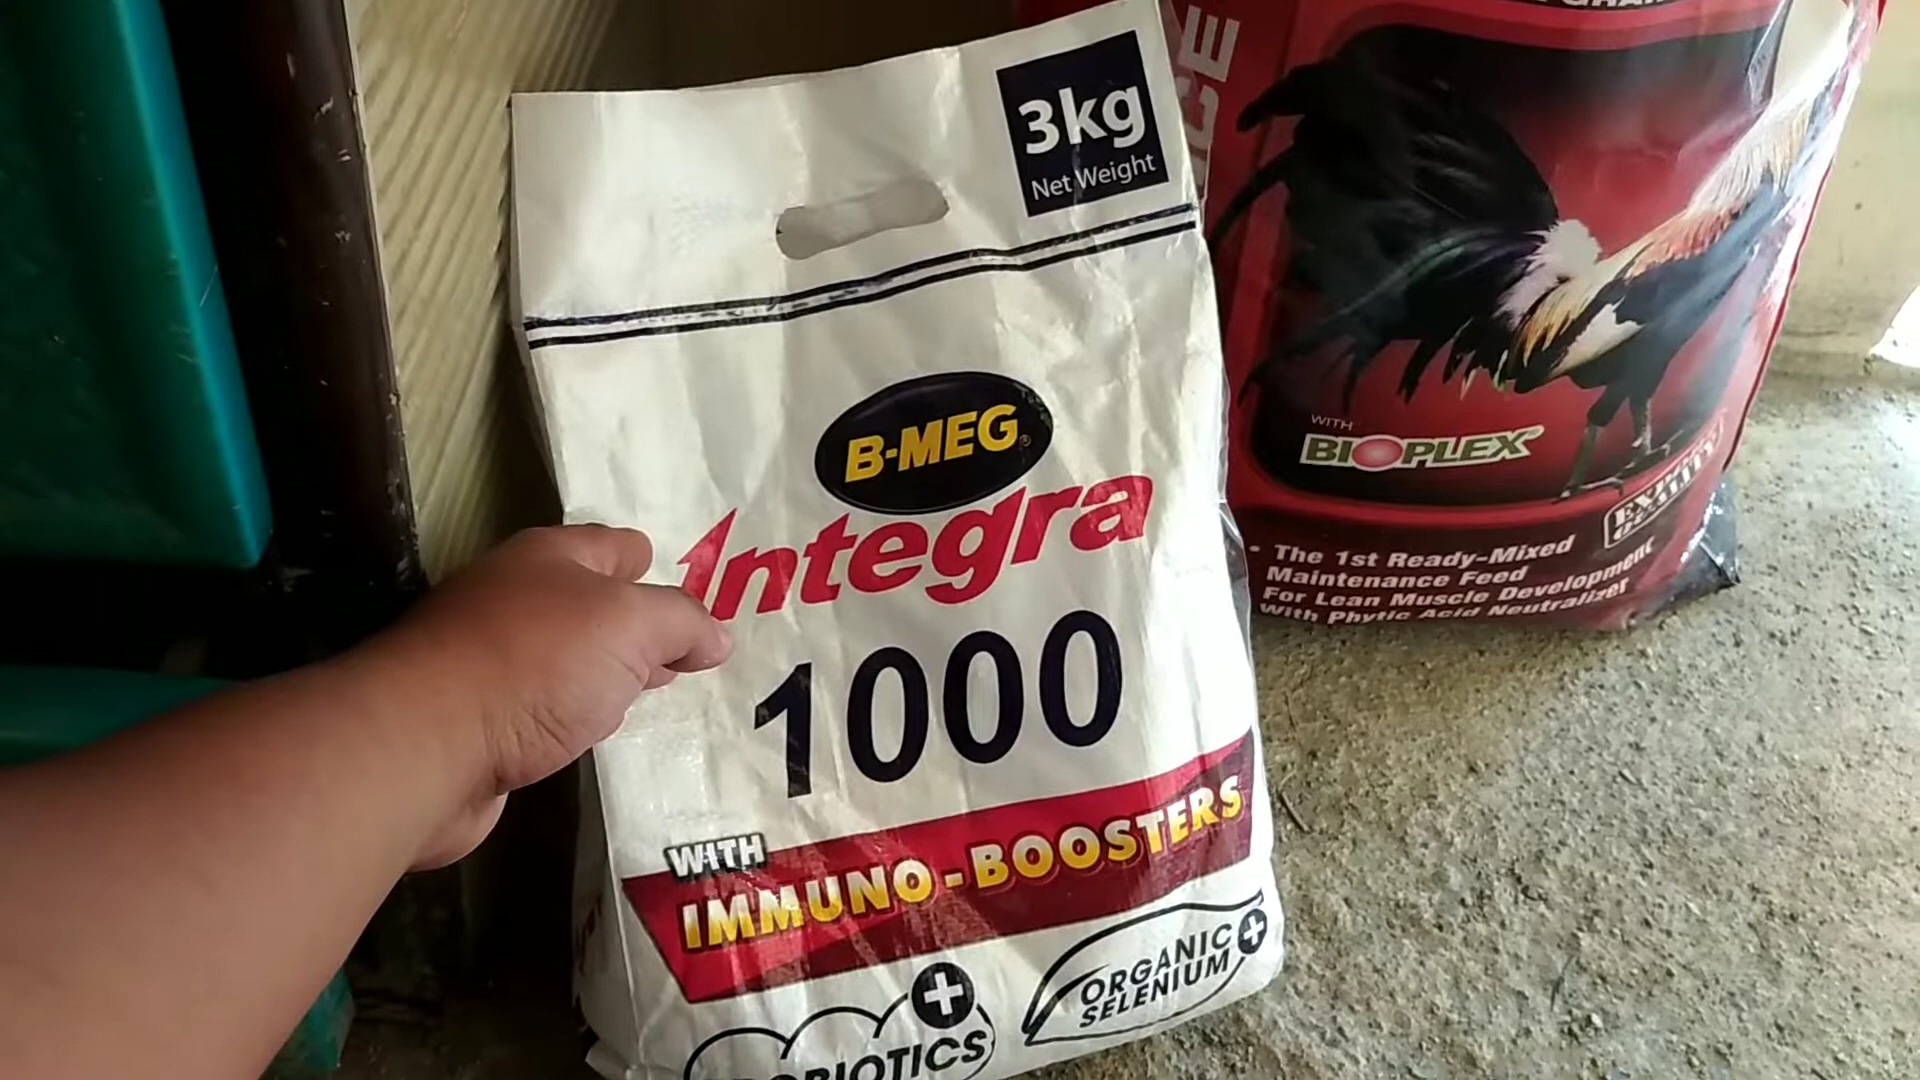 3kg
Net Weight
B-MEG®
Integra
1000
WITH
IMMUNO-BOOSTERS
ORGANIC
SELENIUM
WITH
BIOPLEX
• The 1st Ready-Mixed
Maintenance Feed
For Lean Muscle Development
With Phytic Acid Neutralizer